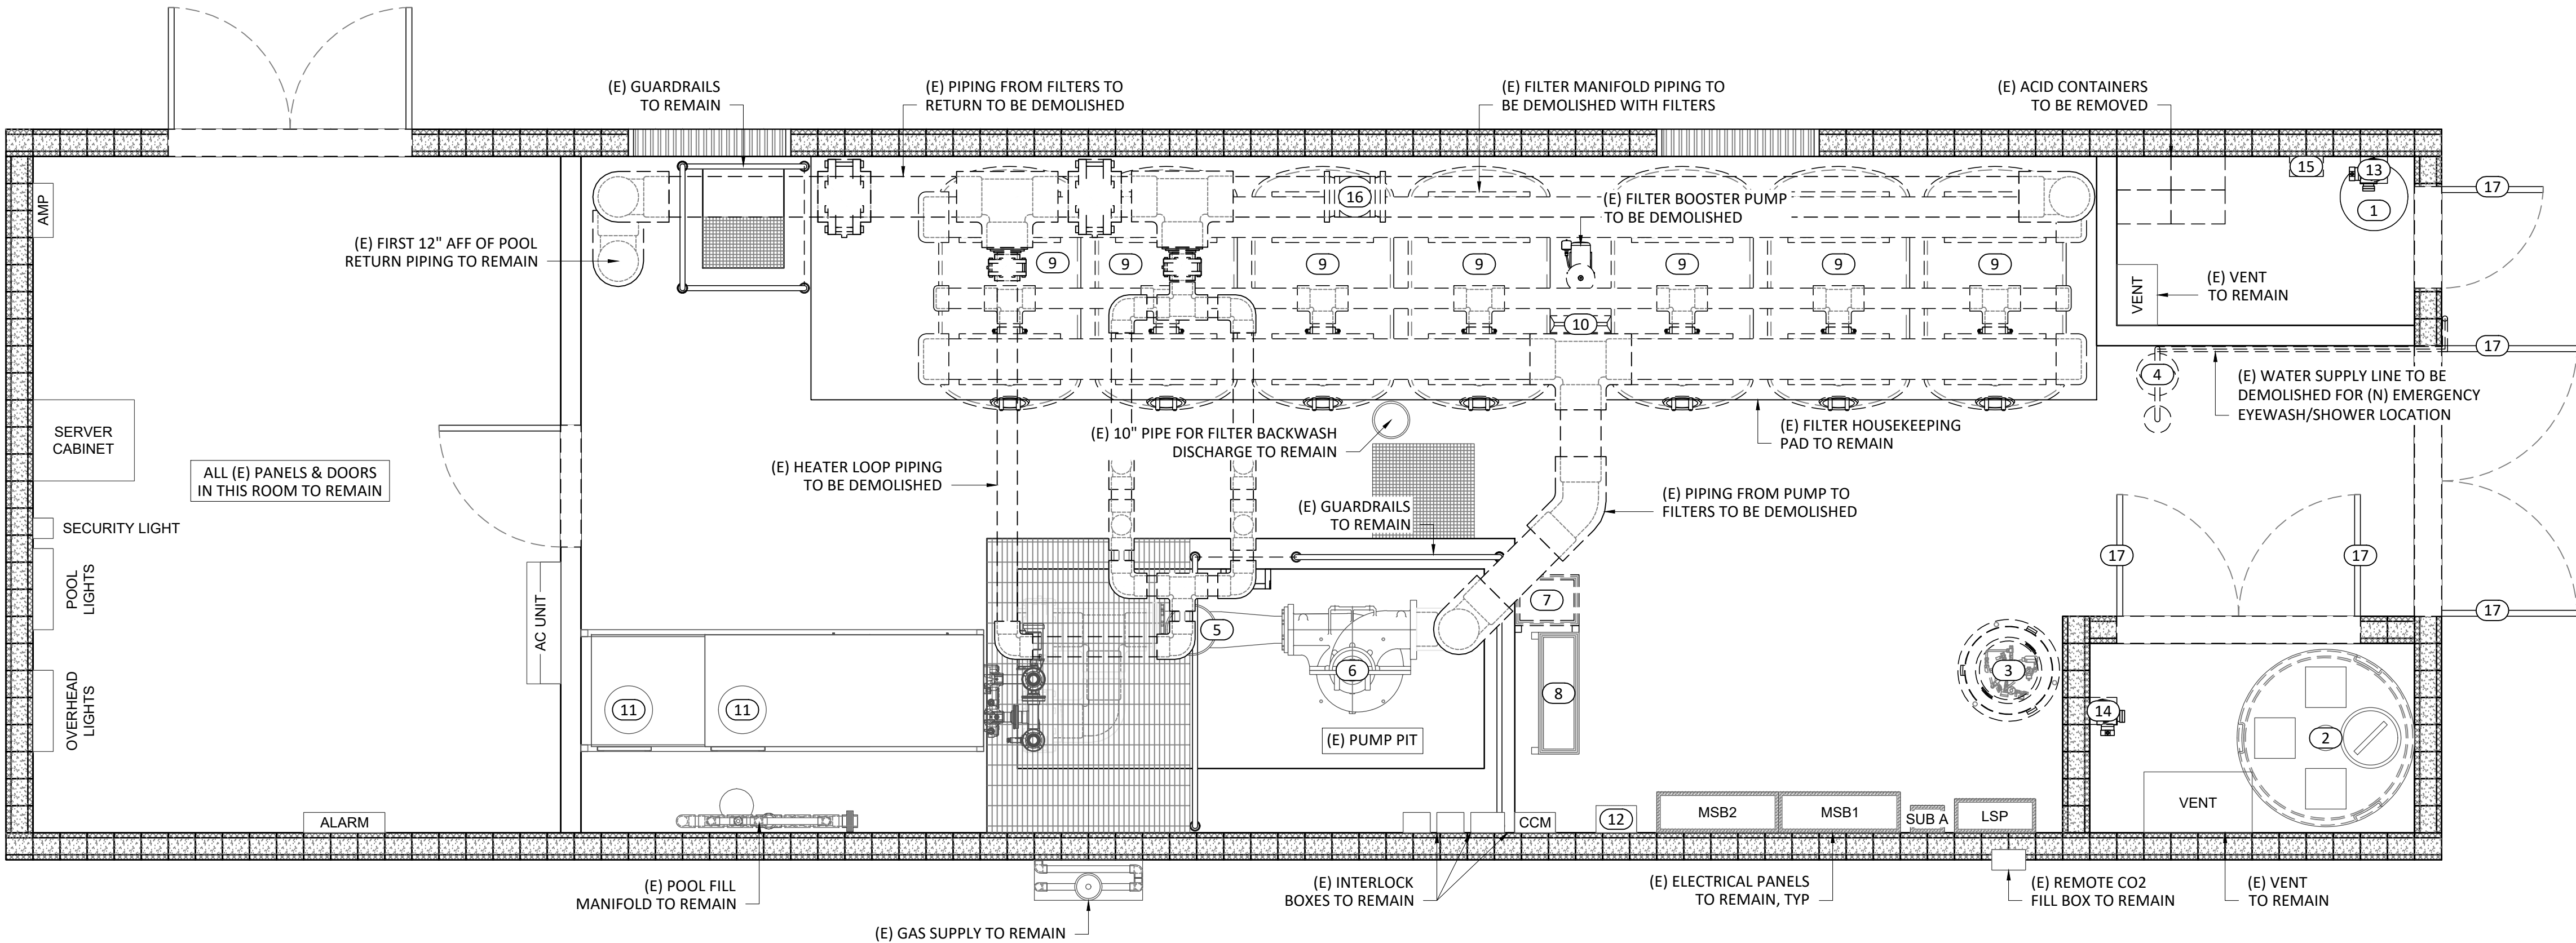 (E) GUARDRAILS
TO REMAIN
(E) PIPING FROM FILTERS TO
RETURN TO BE DEMOLISHED
(E) FILTER MANIFOLD PIPING TO
BE DEMOLISHED WITH FILTERS
(E) ACID CONTAINERS
TO BE REMOVED
AMP
(E) FIRST 12" AFF OF POOL
RETURN PIPING TO REMAIN
16
(E) FILTER BOOSTER PUMP
TO BE DEMOLISHED
15
13
1
17
9
9
9
9
9
9
9
VENT
(E) VENT
TO REMAIN
10
17
4
(E) WATER SUPPLY LINE TO BE
DEMOLISHED FOR (N) EMERGENCY
EYEWASH/SHOWER LOCATION
SERVER
CABINET
ALL (E) PANELS & DOORS
IN THIS ROOM TO REMAIN
(E) HEATER LOOP PIPING
TO BE DEMOLISHED
(E) 10" PIPE FOR FILTER BACKWASH
DISCHARGE TO REMAIN
(E) FILTER HOUSEKEEPING
PAD TO REMAIN
(E) GUARDRAILS
TO REMAIN
(E) PIPING FROM PUMP TO
FILTERS TO BE DEMOLISHED
SECURITY LIGHT
POOL
LIGHTS
AC UNIT
17
17
17
7
5
6
8
3
OVERHEAD
LIGHTS
11
11
(E) PUMP PIT
14
2
VENT
ALARM
CCM
12
MSB2
MSB1
SUB A
LSP
(E) POOL FILL
MANIFOLD TO REMAIN
(E) GAS SUPPLY TO REMAIN
(E) INTERLOCK
BOXES TO REMAIN
(E) ELECTRICAL PANELS
TO REMAIN, TYP
(E) REMOTE CO2
FILL BOX TO REMAIN
(E) VENT
TO REMAIN